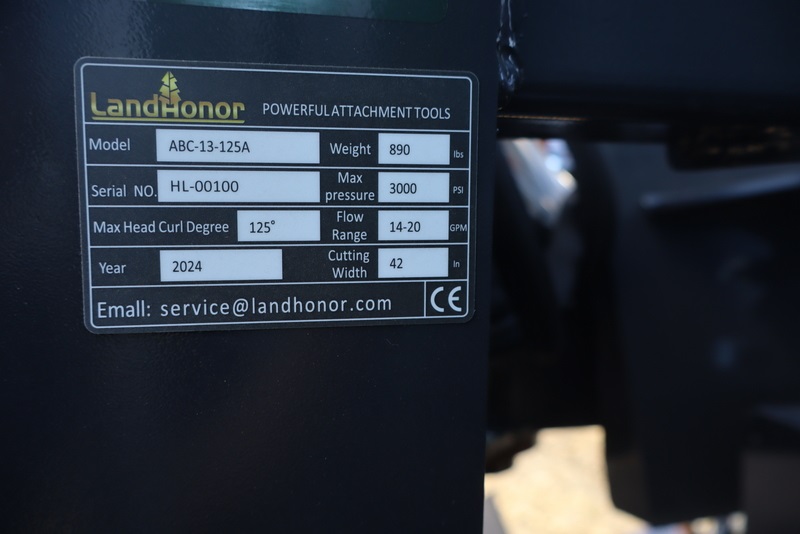 LandHonor POWERFUL ATTACHMENT TOOLS
Model ABC-13-125A Weight 890 lbs
Serial NO. HL-00100 Max pressure 3000 PSI
Max Head Curl Degree 125° Flow Range 14-20 GPM
Year 2024 Cutting Width 42 In
Email: service@landhonor.com CE